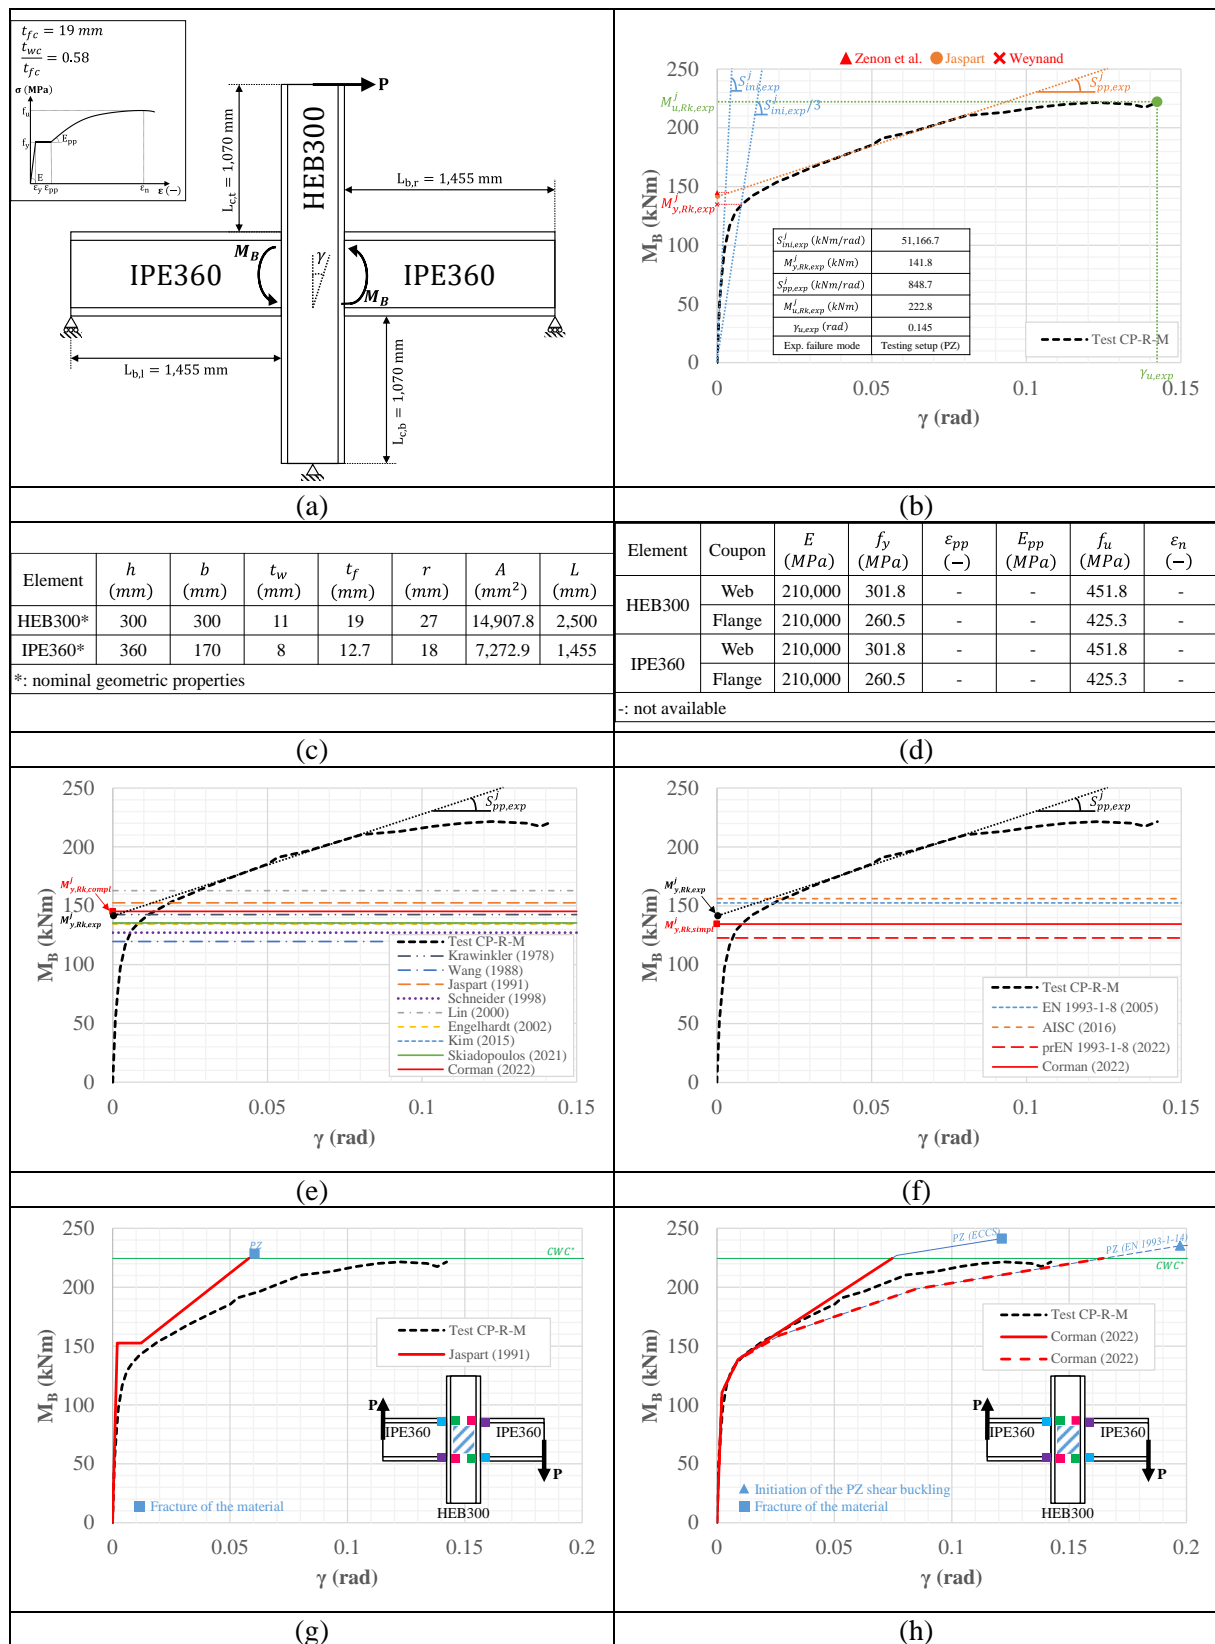 t_fc = 19 mm
t_wc/t_fc = 0.58
σ (MPa)
f_u
f_y
E_pp
E
ε_y ε_pp ε_n ε (−)
P
HEB300
L_c,t = 1,070 mm
L_b,r = 1,455 mm
IPE360
M_B
γ
M_B
IPE360
L_b,l = 1,455 mm
L_c,b = 1,070 mm
(a)
▲ Zenon et al. ● Jaspart × Weynand
M_B (kNm)
250
200
150
100
50
0
S^j_ini,exp
S^j_ini,exp/3
S^j_pp,exp
M^j_u,Rk,exp
M^j_y,Rk,exp
S^j_ini,exp (kNm/rad) 51,166.7
M^j_y,Rk,exp (kNm) 141.8
S^j_pp,exp (kNm/rad) 848.7
M^j_u,Rk,exp (kNm) 222.8
γ_u,exp (rad) 0.145
Exp. failure mode Testing setup (PZ)
Test CP-R-M
γ_u,exp
0 0.05 0.1 0.15
γ (rad)
(b)
Element h (mm) b (mm) t_w (mm) t_f (mm) r (mm) A (mm²) L (mm)
HEB300* 300 300 11 19 27 14,907.8 2,500
IPE360* 360 170 8 12.7 18 7,272.9 1,455
*: nominal geometric properties
(c)
Element Coupon E (MPa) f_y (MPa) ε_pp (−) E_pp (MPa) f_u (MPa) ε_n (−)
HEB300 Web 210,000 301.8 - - 451.8 -
Flange 210,000 260.5 - - 425.3 -
IPE360 Web 210,000 301.8 - - 451.8 -
Flange 210,000 260.5 - - 425.3 -
-: not available
(d)
M_B (kNm)
250
200
150
100
50
0
S^j_pp,exp
M^j_y,Rk,compl
M^j_y,Rk,exp
Test CP-R-M
Krawinkler (1978)
Wang (1988)
Jaspart (1991)
Schneider (1998)
Lin (2000)
Engelhardt (2002)
Kim (2015)
Skiadopoulos (2021)
Corman (2022)
0 0.05 0.1 0.15
γ (rad)
(e)
M_B (kNm)
250
200
150
100
50
0
S^j_pp,exp
M^j_y,Rk,exp
M^j_y,Rk,simpl
Test CP-R-M
EN 1993-1-8 (2005)
AISC (2016)
prEN 1993-1-8 (2022)
Corman (2022)
0 0.05 0.1 0.15
γ (rad)
(f)
M_B (kNm)
250
200
150
100
50
0
PZ
CWC*
Test CP-R-M
Jaspart (1991)
P
IPE360 IPE360
P
HEB300
Fracture of the material
0 0.05 0.1 0.15 0.2
γ (rad)
(g)
M_B (kNm)
250
200
150
100
50
0
PZ (ECCS)
PZ (EN 1993-1-14)
CWC*
Test CP-R-M
Corman (2022)
Corman (2022)
P
IPE360 IPE360
P
HEB300
Initiation of the PZ shear buckling
Fracture of the material
0 0.05 0.1 0.15 0.2
γ (rad)
(h)